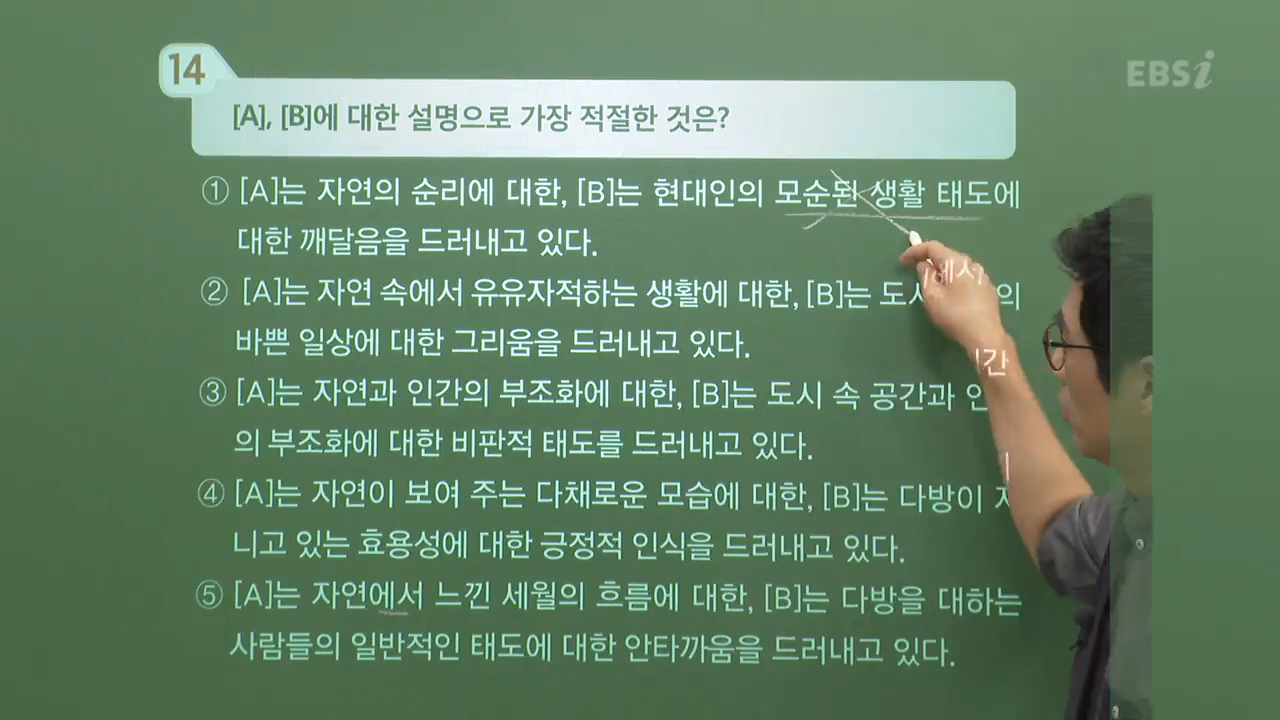 14
EBSi
[A], [B]에 대한 설명으로 가장 적절한 것은?
① [A]는 자연의 순리에 대한, [B]는 현대인의 모순된 생활 태도에
대한 깨달음을 드러내고 있다.
② [A]는 자연 속에서 유유자적하는 생활에 대한, [B]는 에서의
바쁜 일상에 대한 그리움을 드러내고 있다.
③ [A]는 자연과 인간의 부조화에 대한, [B]는 도시 속 공간과 인간
의 부조화에 대한 비판적 태도를 드러내고 있다.
④ [A]는 자연이 보여 주는 다채로운 모습에 대한, [B]는 다방이 지
니고 있는 효용성에 대한 긍정적 인식을 드러내고 있다.
⑤ [A]는 자연에서 느낀 세월의 흐름에 대한, [B]는 다방을 대하는
사람들의 일반적인 태도에 대한 안타까움을 드러내고 있다.